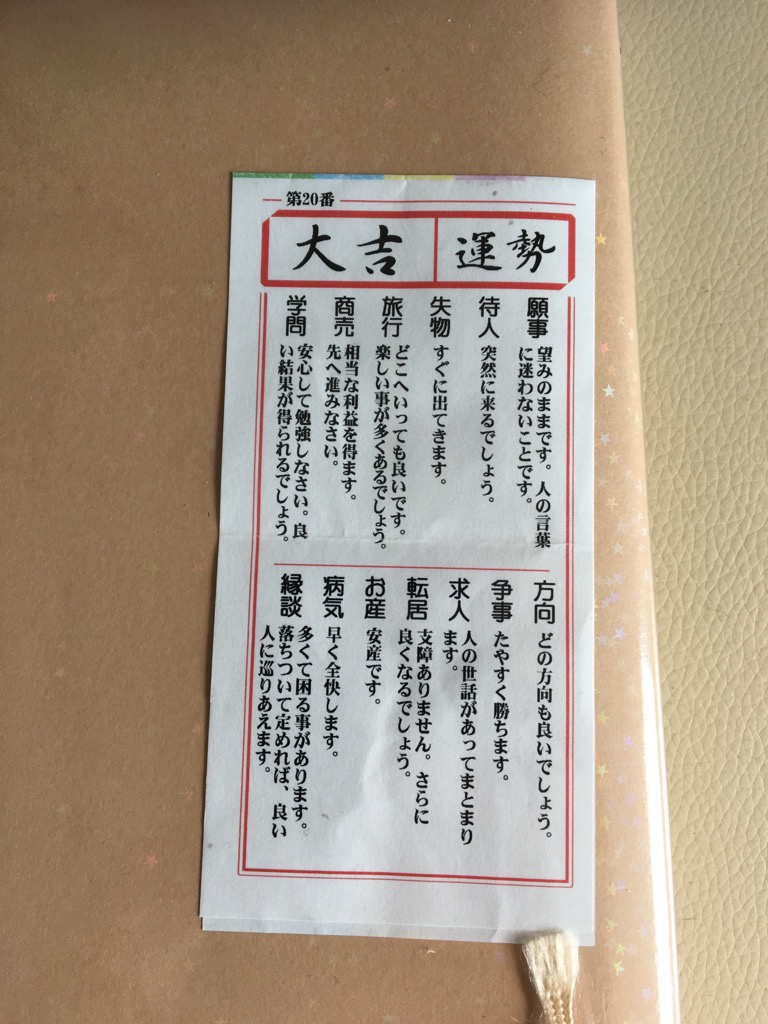 第20番
大吉 運勢
願事
望みのままです。人の言葉
に迷わないことです。
待人
突然に来るでしょう。
失物
すぐに出てきます。
旅行
どこへいっても良いです。
楽しい事が多くあるでしょう。
商売
相当な利益を得ます。
先へ進みなさい。
学問
安心して勉強しなさい。良
い結果が得られるでしょう。
方向
どの方向も良いでしょう。
争事
たやすく勝ちます。
求人
人の世話があってまとまり
ます。
転居
支障ありません。さらに
良くなるでしょう。
お産
安産です。
病気
早く全快します。
縁談
多くて困る事があります。
落ちついて定めれば、良い
人に巡りあえます。